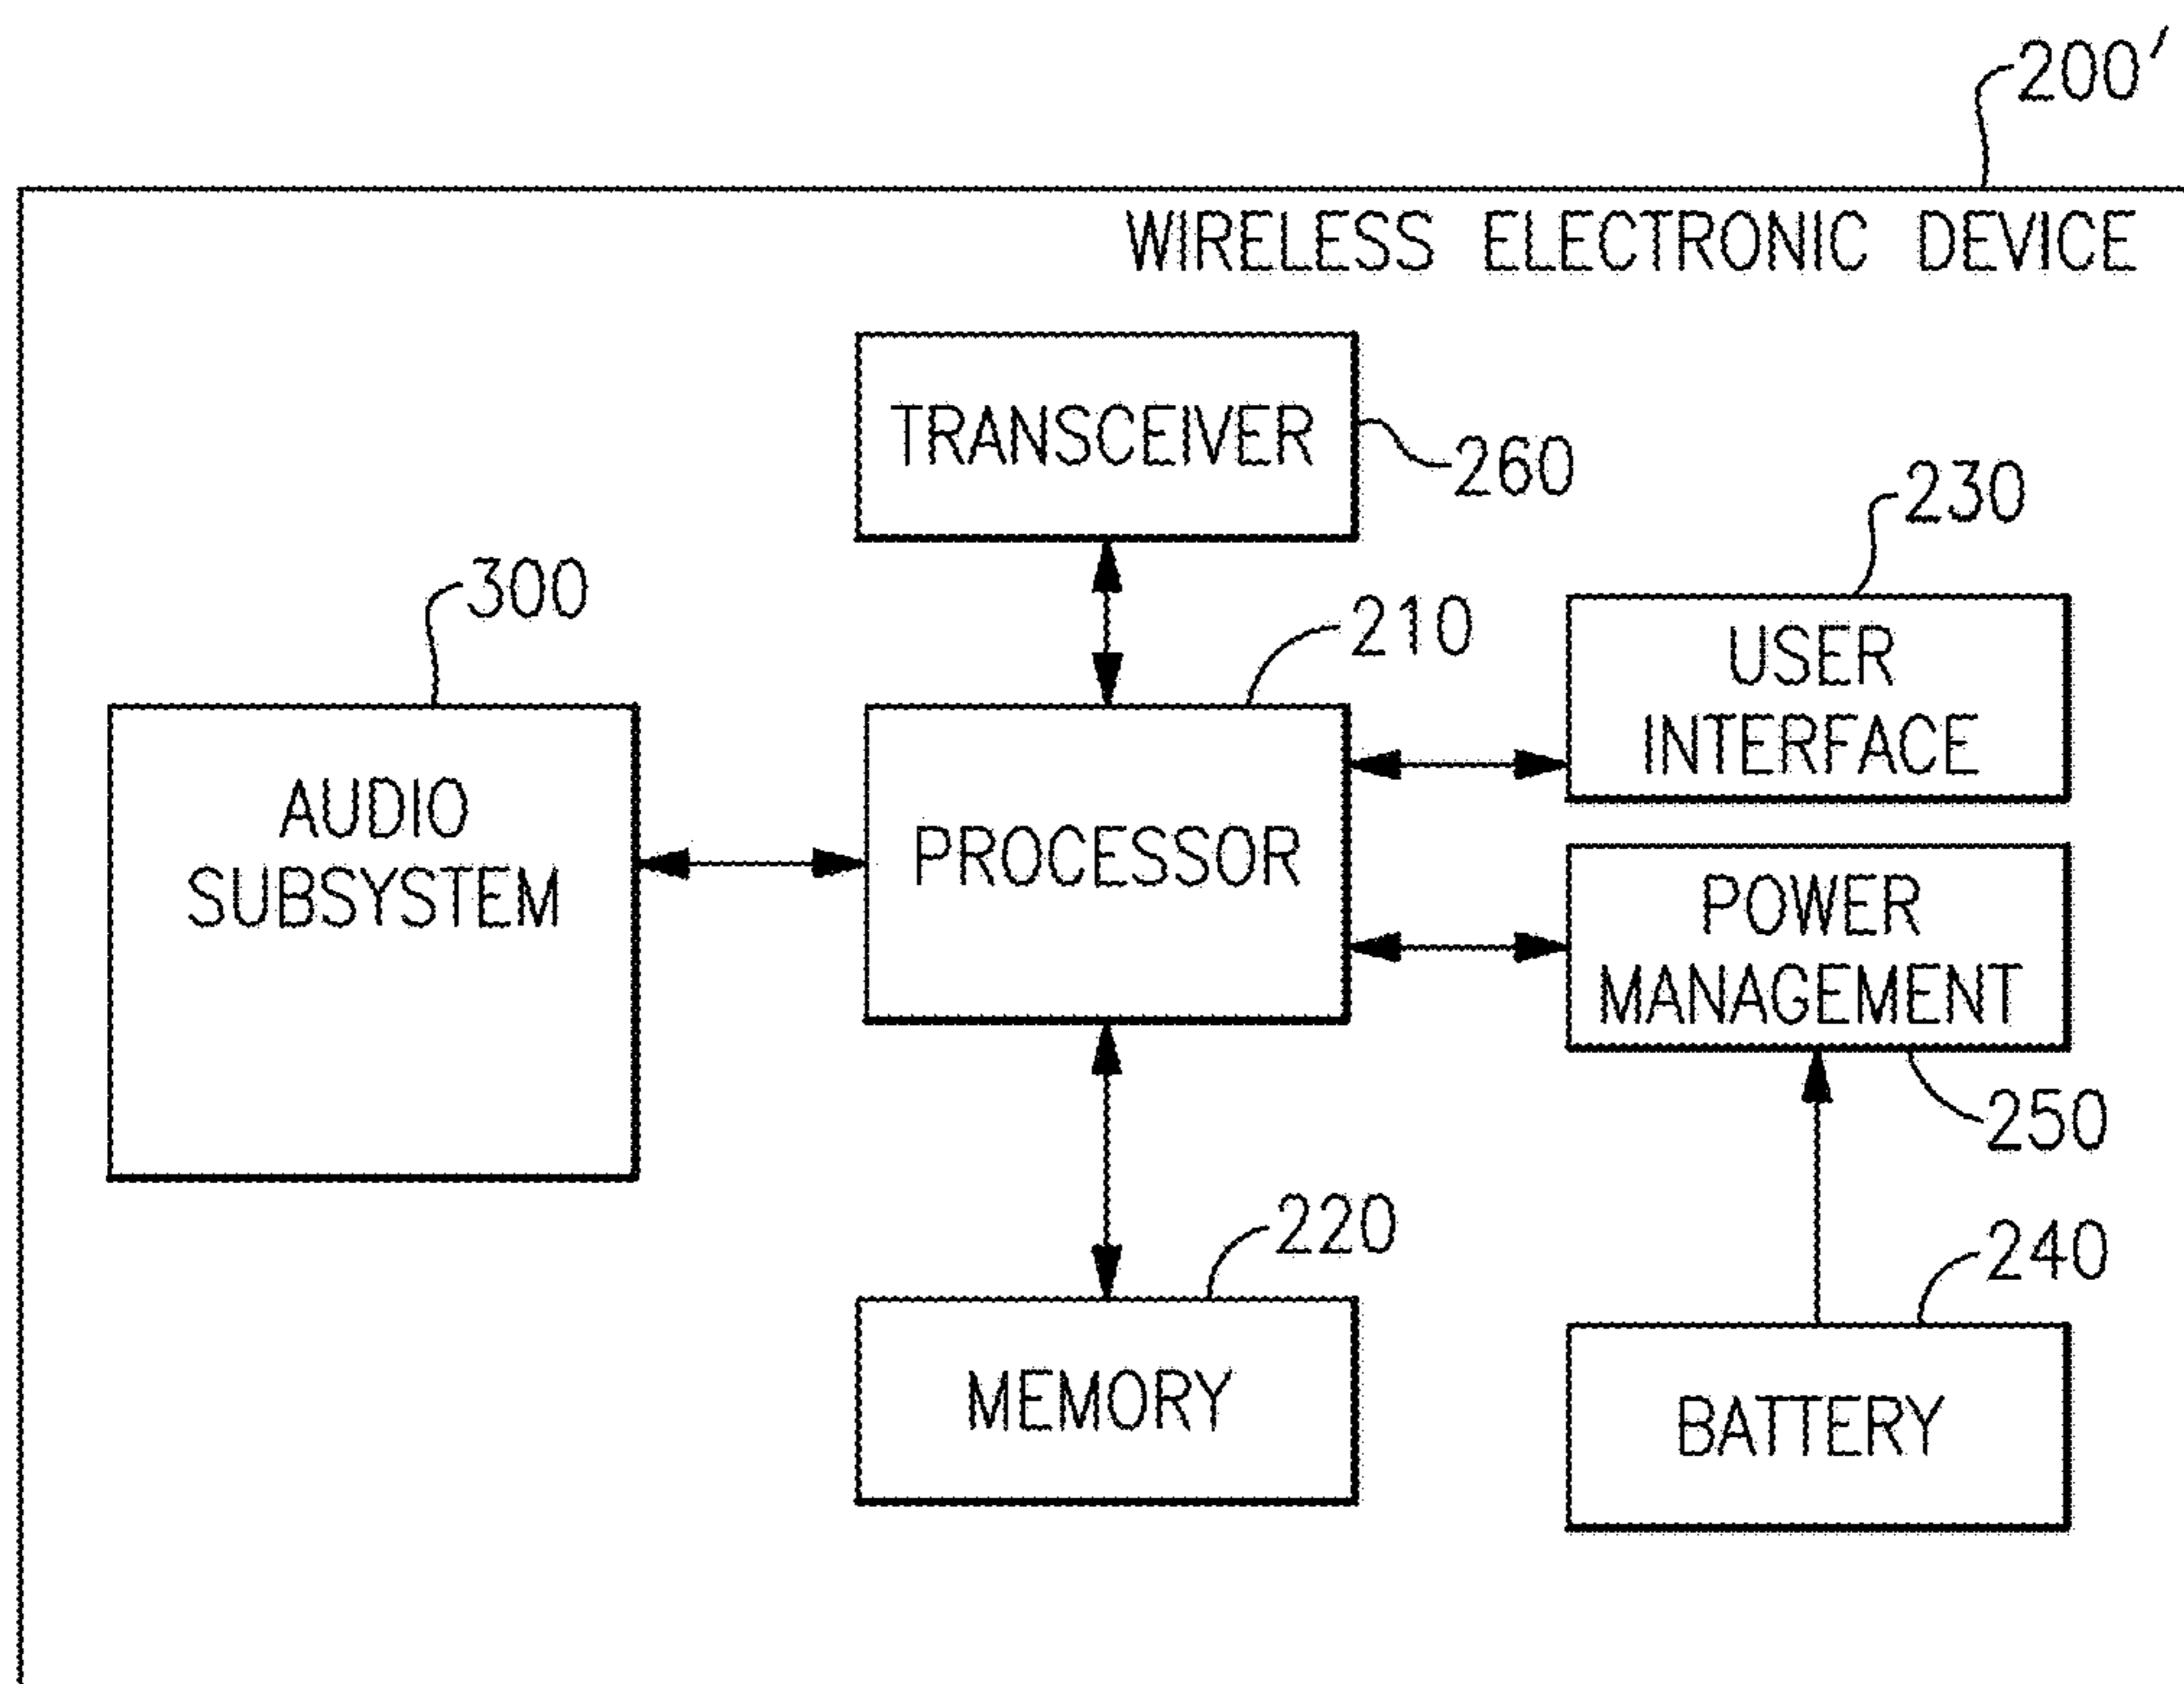 200'
WIRELESS ELECTRONIC DEVICE
TRANSCEIVER
260
230
300
210
USER
INTERFACE
AUDIO
SUBSYSTEM
PROCESSOR
POWER
MANAGEMENT
250
220
240
MEMORY
BATTERY